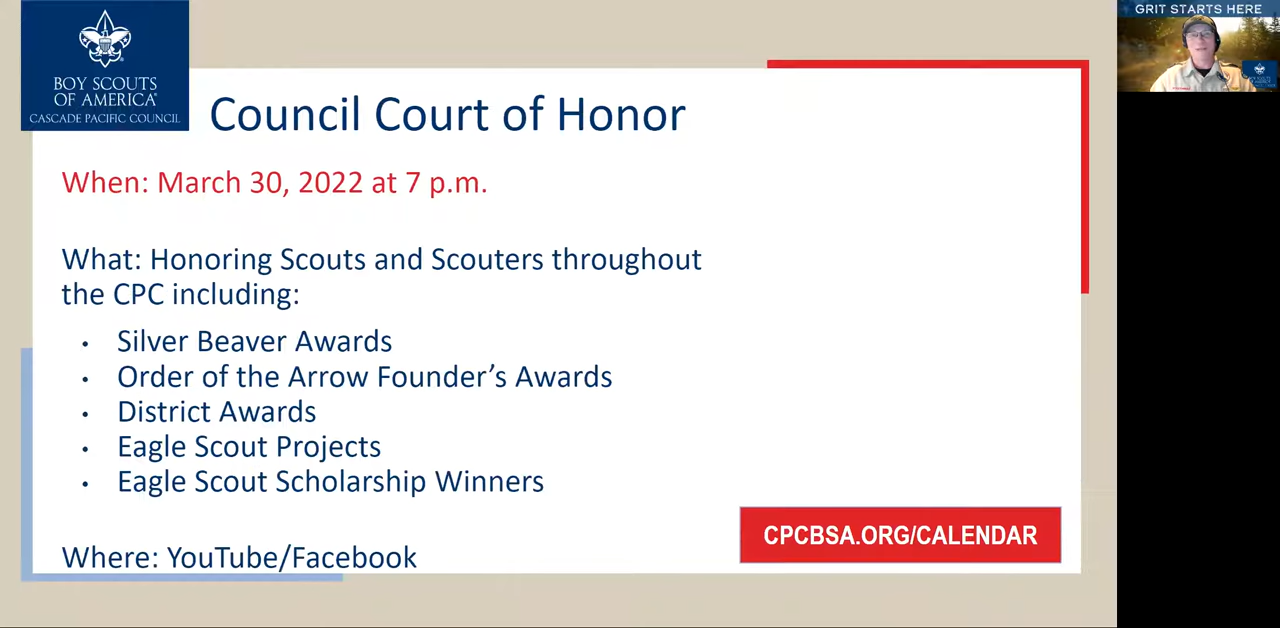 GRIT STARTS HERE
BOY SCOUTS
OF AMERICA®
CASCADE PACIFIC COUNCIL
Council Court of Honor
When: March 30, 2022 at 7 p.m.
What: Honoring Scouts and Scouters throughout
the CPC including:
• Silver Beaver Awards
• Order of the Arrow Founder’s Awards
• District Awards
• Eagle Scout Projects
• Eagle Scout Scholarship Winners
Where: YouTube/Facebook
CPCBSA.ORG/CALENDAR